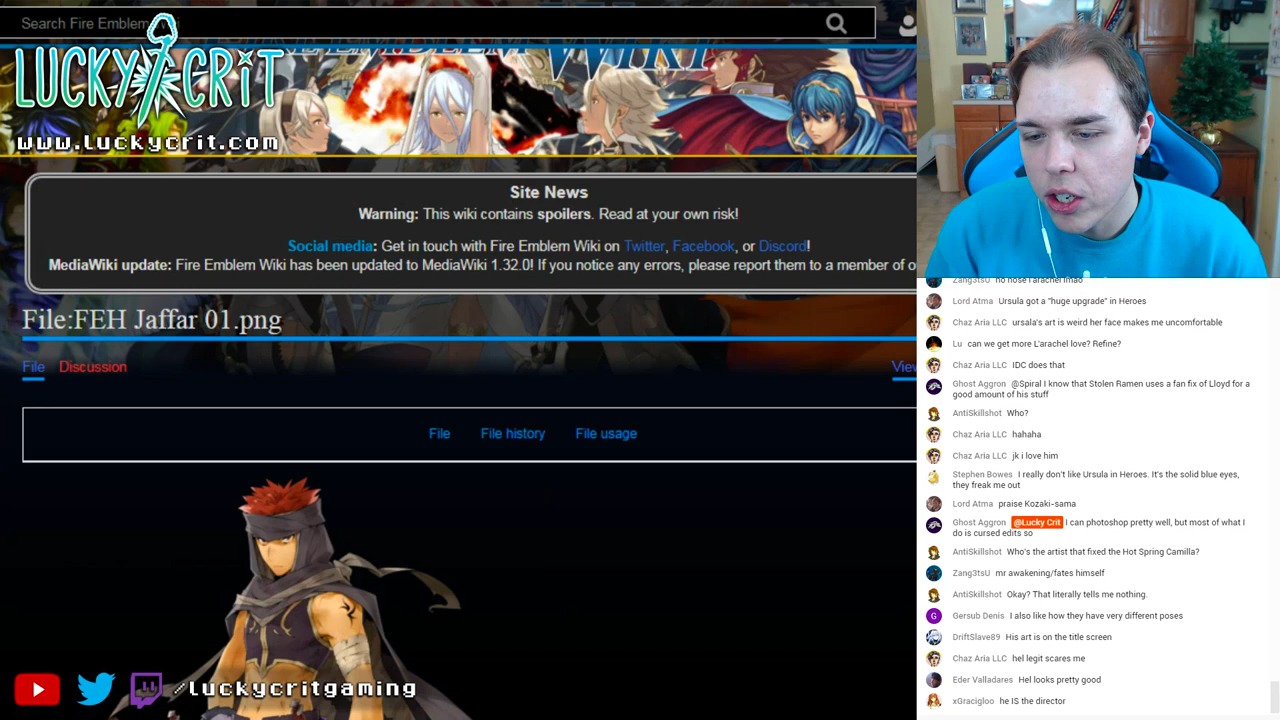 Search Fire Emblem
LUCKY CRIT
www.luckycrit.com
WIKI
Site News
Warning: This wiki contains spoilers. Read at your own risk!
Social media: Get in touch with Fire Emblem Wiki on Twitter, Facebook, or Discord!
MediaWiki update: Fire Emblem Wiki has been updated to MediaWiki 1.32.0! If you notice any errors, please report them to a member of
File:FEH Jaffar 01.png
File Discussion
File File history File usage
/luckycritgaming
Zang3tsU no nose l'arachel lmao
Lord Atma Ursula got a "huge upgrade" in Heroes
Chaz Aria LLC ursala's art is weird her face makes me uncomfortable
Lu can we get more L'arachel love? Refine?
Chaz Aria LLC IDC does that
Ghost Aggron @Spiral I know that Stolen Ramen uses a fan fix of Lloyd for a
good amount of his stuff
AntiSkillshot Who?
Chaz Aria LLC hahaha
Chaz Aria LLC jk i love him
Stephen Bowes I really don't like Ursula in Heroes. It's the solid blue eyes,
they freak me out
Lord Atma praise Kozaki-sama
Ghost Aggron @Lucky Crit I can photoshop pretty well, but most of what I
do is cursed edits so
AntiSkillshot Who's the artist that fixed the Hot Spring Camilla?
Zang3tsU mr awakening/fates himself
AntiSkillshot Okay? That literally tells me nothing.
G Gersub Denis I also like how they have very different poses
DriftSlave89 His art is on the title screen
Chaz Aria LLC hel legit scares me
Eder Valladares Hel looks pretty good
xGracigloo he IS the director